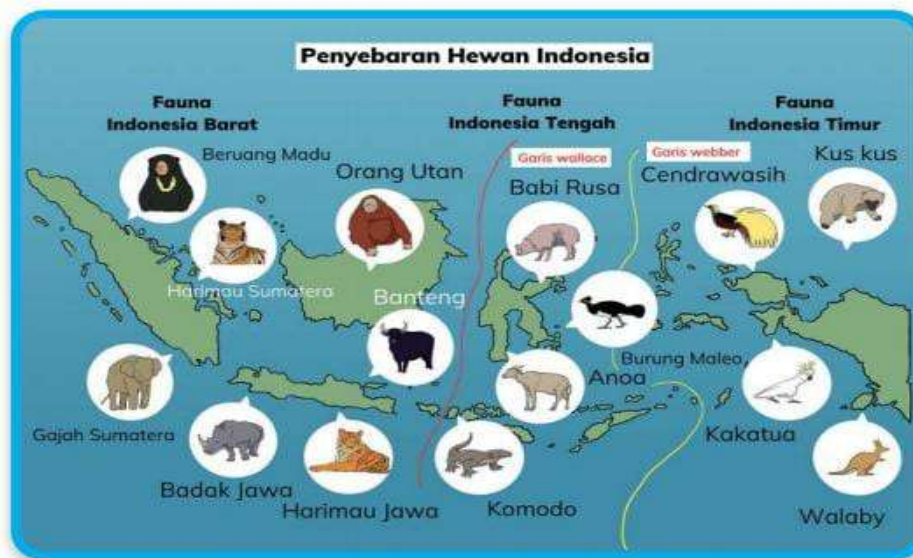 Penyebaran Hewan Indonesia
Fauna
Indonesia Barat
Fauna
Indonesia Tengah
Fauna
Indonesia Timur
Beruang Madu
Orang Utan
Garis wallace
Babi Rusa
Garis webber
Cendrawasih
Kus kus
Harimau Sumatera
Banteng
Burung Maleo
Anoa
Kakatua
Gajah Sumatera
Badak Jawa
Harimau Jawa
Komodo
Walaby